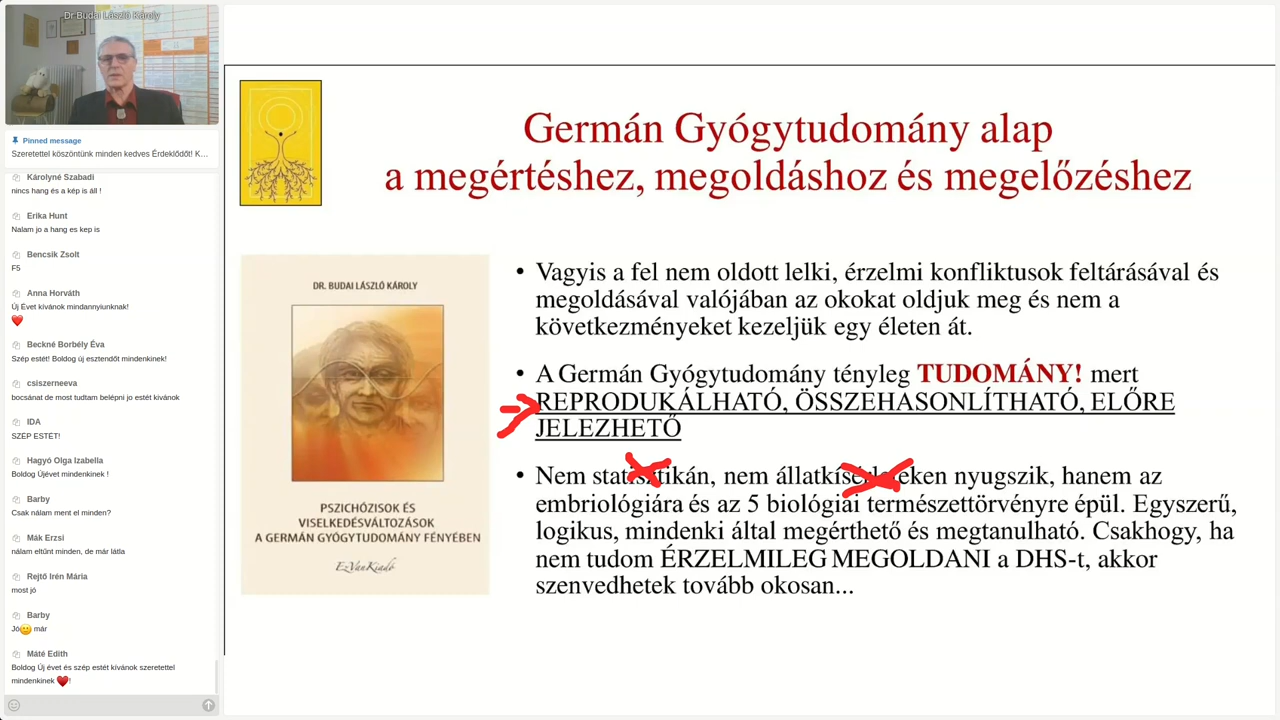 Dr Budai László Károly
Pinned message
Szeretettel köszöntünk minden kedves Érdeklődőt! K...
Károlyné Szabadi
nincs hang és a kép is áll !
Erika Hunt
Nalam jo a hang es kep is
Bencsik Zsolt
F5
Anna Horváth
Új Évet kívánok mindannyiunknak!
❤️
Beckné Borbély Éva
Szép estét! Boldog új esztendőt mindenkinek!
csiszerneeva
bocsánat de most tudtam belépni jo estét kívánok
IDA
SZÉP ESTÉT!
Hagyó Olga Izabella
Boldog Újévet mindenkinek !
Barby
Csak nálam ment el minden?
Mák Erzsi
nálam eltűnt minden, de már látla
Rejtő Irén Mária
most jó
Barby
Jó😊 már
Máté Edith
Boldog Új évet és szép estét kívánok szeretettel
mindenkinek ❤️!
Germán Gyógytudomány alap
a megértéshez, megoldáshoz és megelőzéshez
DR. BUDAI LÁSZLÓ KÁROLY
PSZICHÓZISOK ÉS
VISELKEDÉSVÁLTOZÁSOK
A GERMÁN GYÓGYTUDOMÁNY FÉNYÉBEN
EzVanKiadó
• Vagyis a fel nem oldott lelki, érzelmi konfliktusok feltárásával és
megoldásával valójában az okokat oldjuk meg és nem a
következményeket kezeljük egy életen át.
• A Germán Gyógytudomány tényleg TUDOMÁNY! mert
REPRODUKÁLHATÓ, ÖSSZEHASONLÍTHATÓ, ELŐRE
JELEZHETŐ
• Nem statisztikán, nem állatkísérleteken nyugszik, hanem az
embriológiára és az 5 biológiai természettörvényre épül. Egyszerű,
logikus, mindenki által megérthető és megtanulható. Csakhogy, ha
nem tudom ÉRZELMILEG MEGOLDANI a DHS-t, akkor
szenvedhetek tovább okosan...